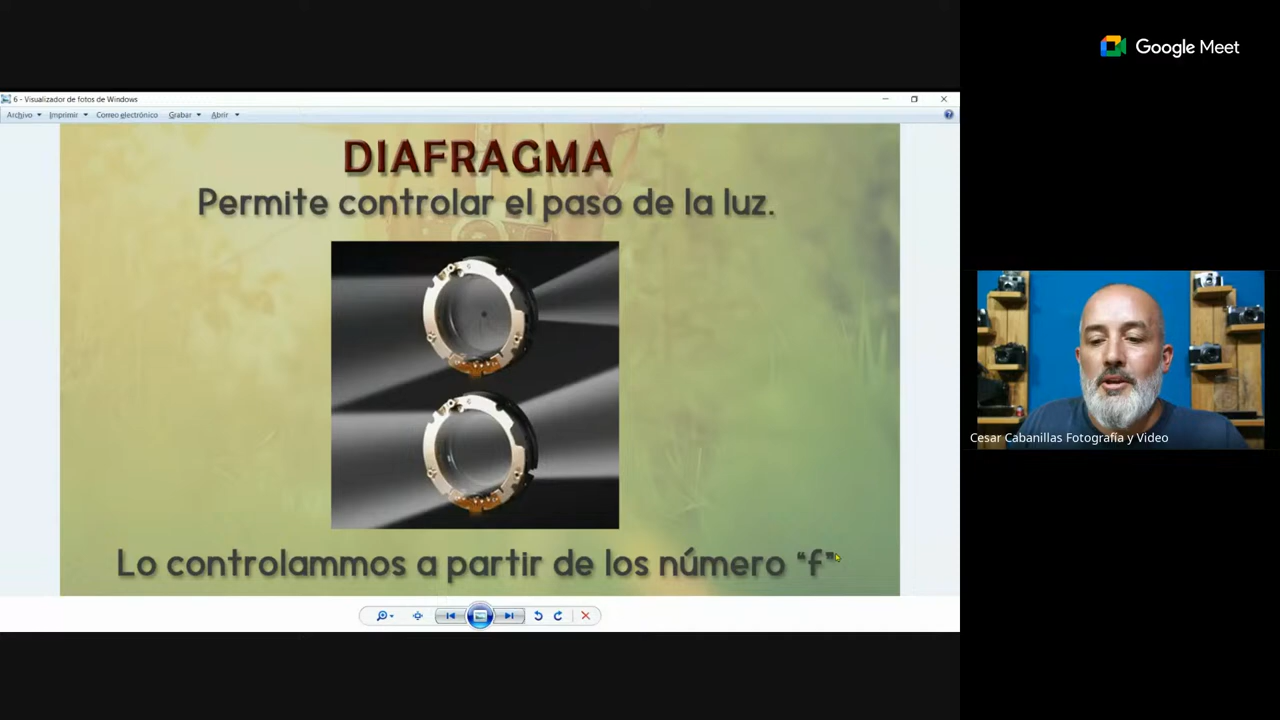 Google Meet
6 - Visualizador de fotos de Windows
Archivo Imprimir Correo electrónico Grabar Abrir
DIAFRAGMA
Permite controlar el paso de la luz.
Lo controlammos a partir de los número “f”
Cesar Cabanillas Fotografía y Video